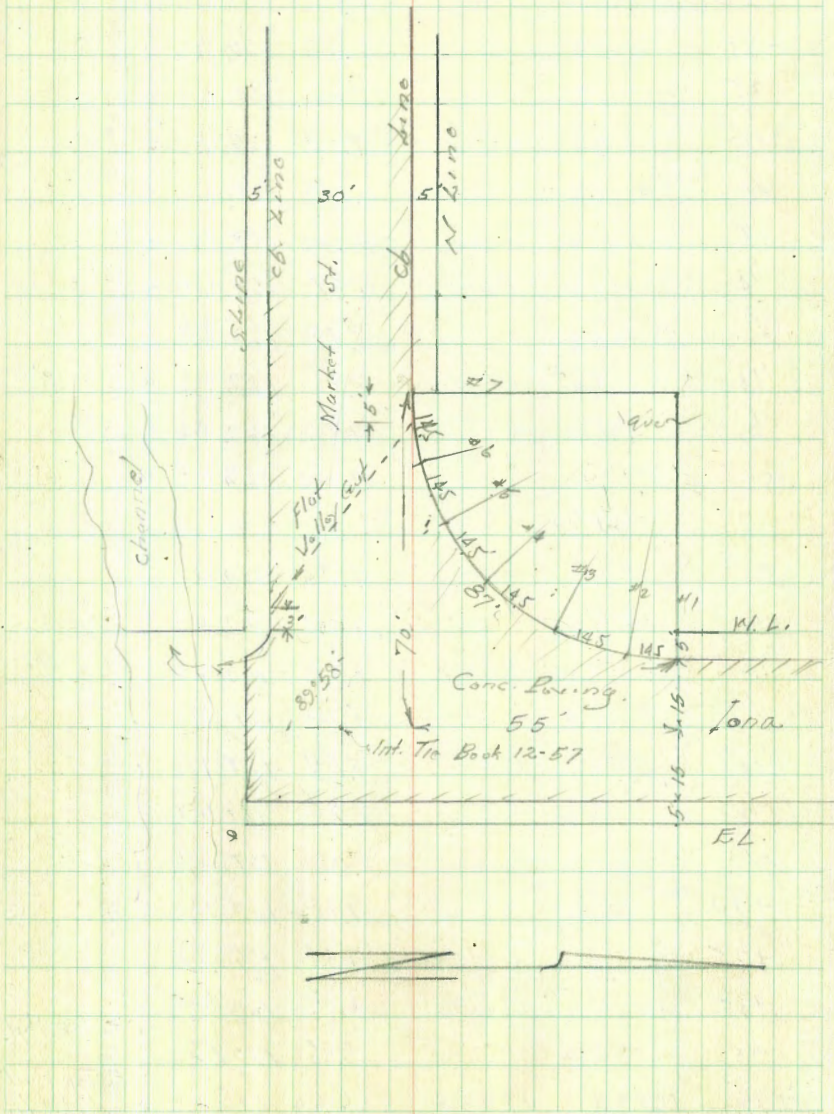 S Line
5'
Cb. Line
30'
Market St.
Cb Line
5'
N Line
5'
#7
Channel
Flat
Valley Gut
#6
14.5
#5
14.5
#4
14.5
87'
#3
14.5
#2
14.5
#1
W. L.
5
3'
70'
89°58'
Conc. Paving
55'
15
Iona
Int. Tie Book 12-57
5
15
E L.